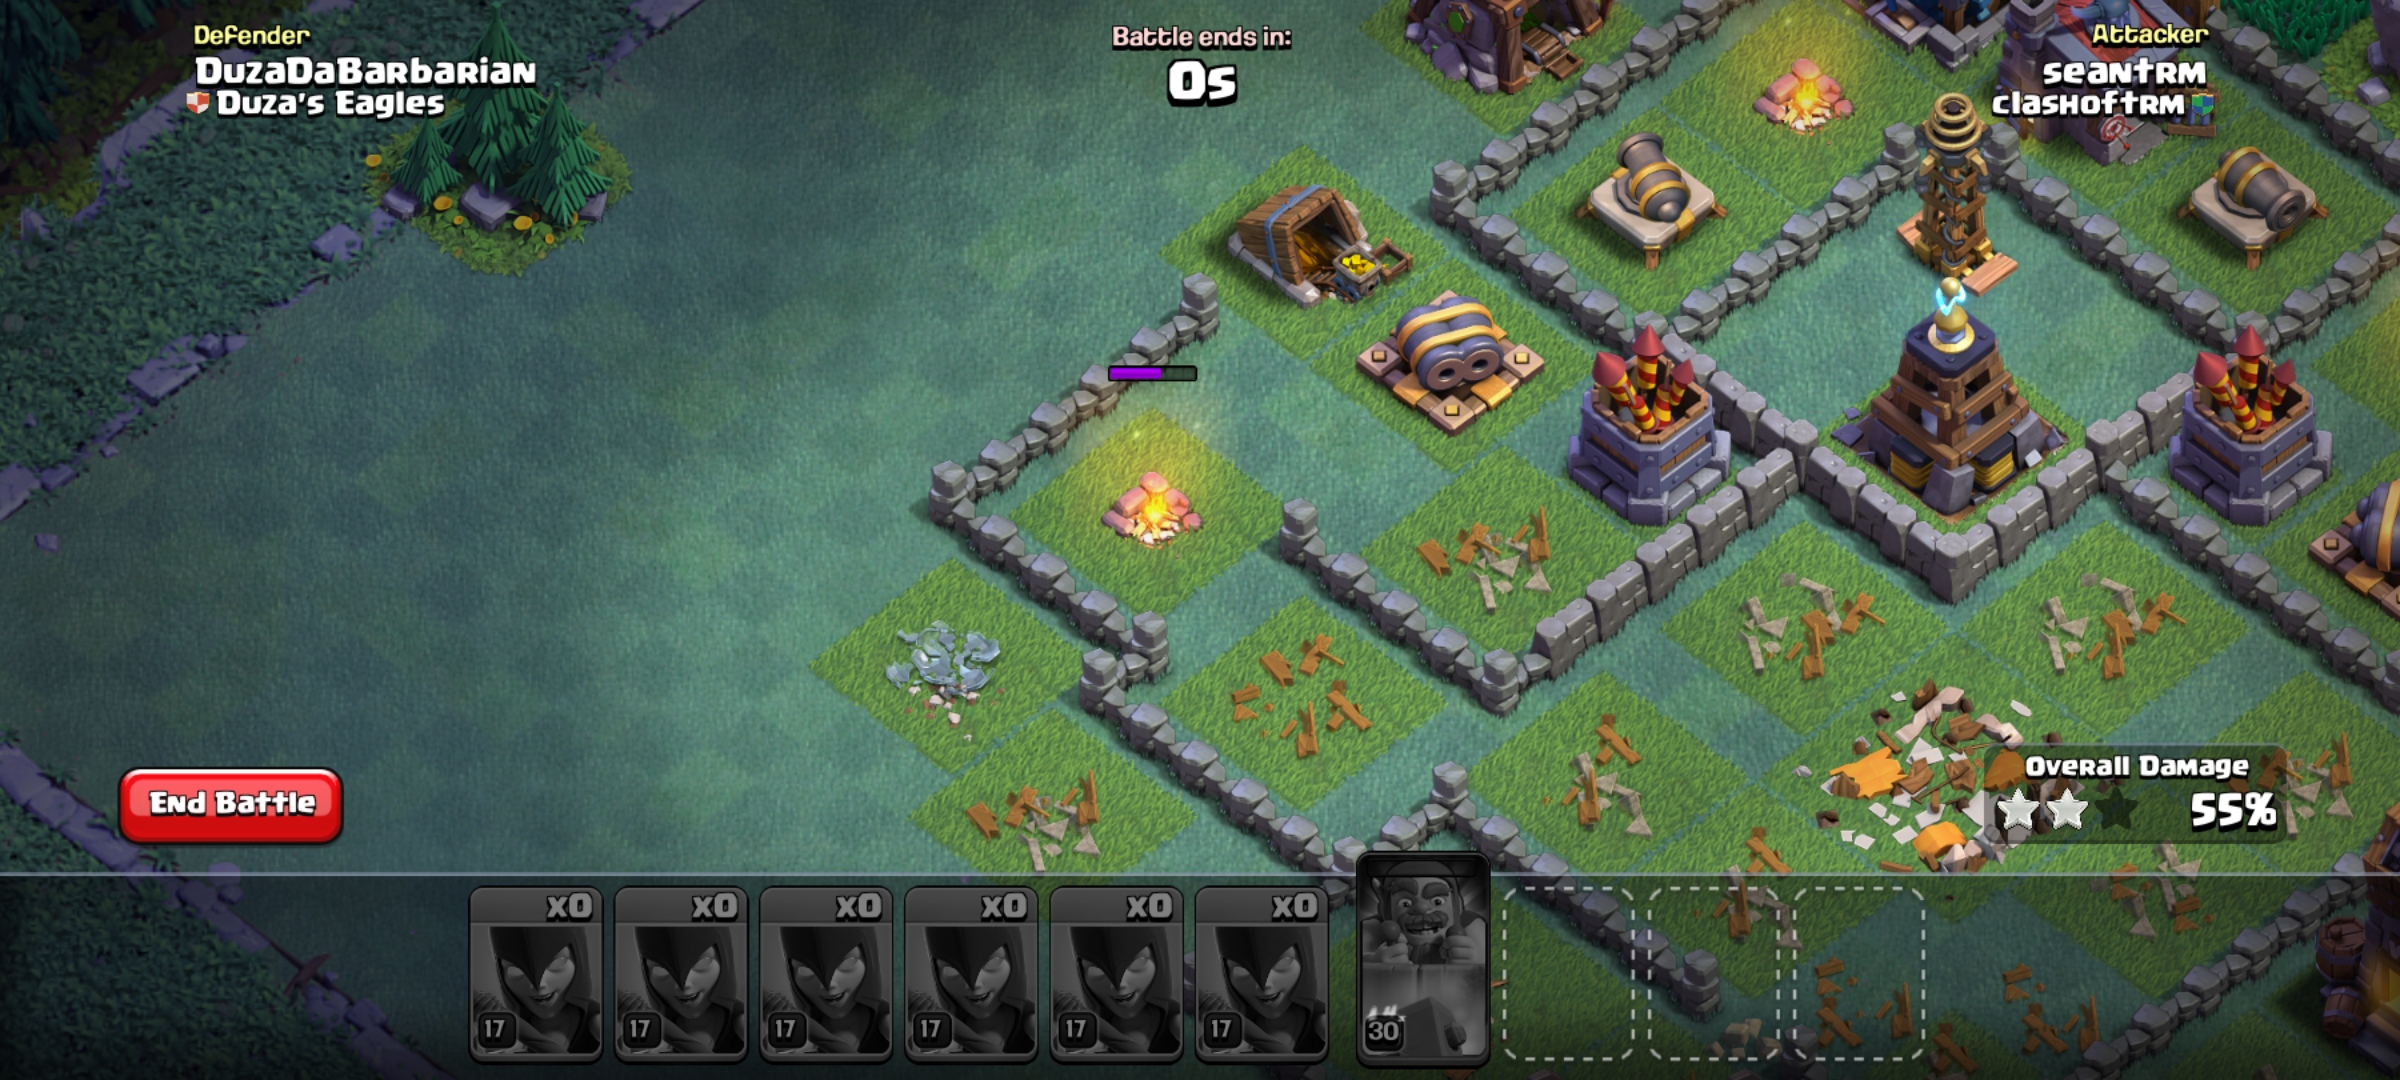 Defender
DuzaDaBarbarian
Duza's Eagles
Battle ends in:
0s
Attacker
seantRM
clashoftRM
End Battle
Overall Damage
55%
x0 x0 x0 x0 x0 x0
17 17 17 17 17 17 30